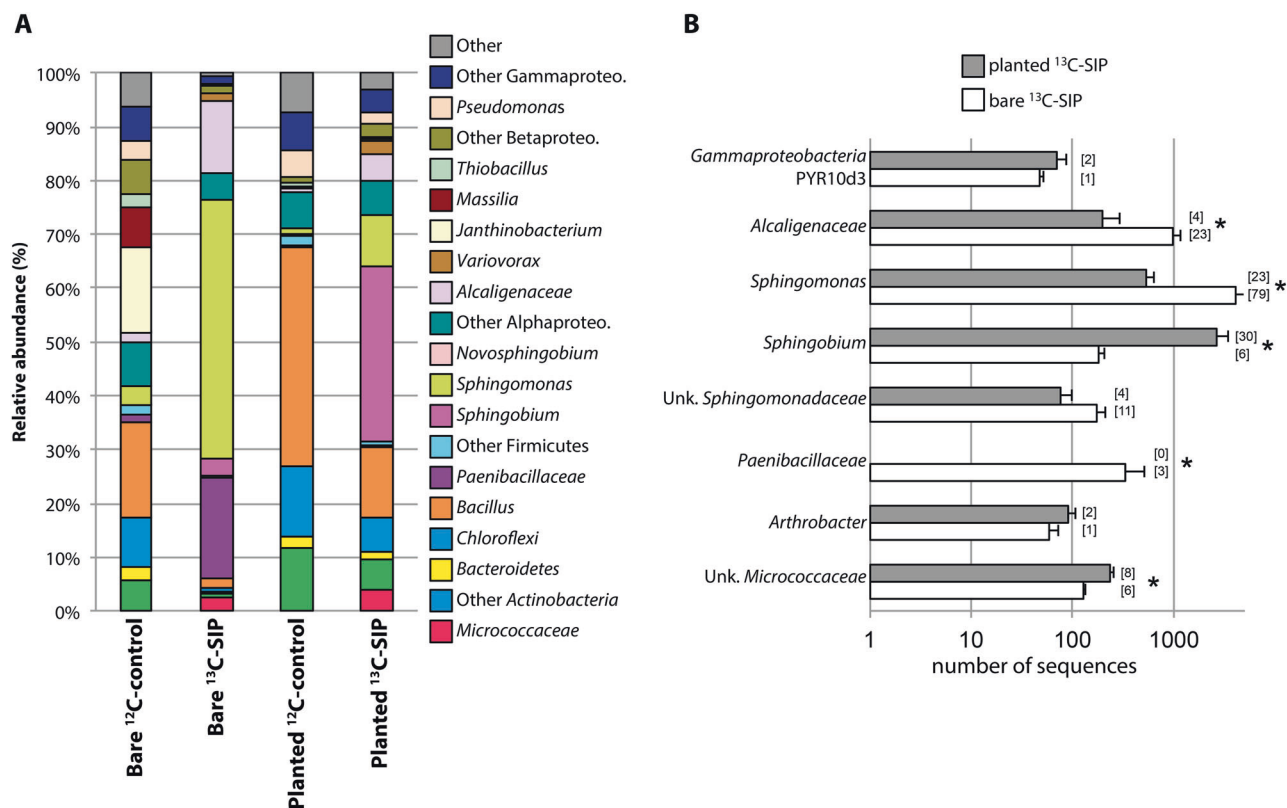 A
100%
90%
80%
70%
60%
50%
40%
30%
20%
10%
0%
Relative abundance (%)
Bare ¹²C-control
Bare ¹³C-SIP
Planted ¹²C-control
Planted ¹³C-SIP
Other
Other Gammaproteo.
Pseudomonas
Other Betaproteo.
Thiobacillus
Massilia
Janthinobacterium
Variovorax
Alcaligenaceae
Other Alphaproteo.
Novosphingobium
Sphingomonas
Sphingobium
Other Firmicutes
Paenibacillaceae
Bacillus
Chloroflexi
Bacteroidetes
Other Actinobacteria
Micrococcaceae
B
planted ¹³C-SIP
bare ¹³C-SIP
Gammaproteobacteria [2]
PYR10d3 [1]
Alcaligenaceae [4] *
[23]
Sphingomonas [23] *
[79]
Sphingobium [30] *
[6]
Unk. Sphingomonadaceae [4]
[11]
Paenibacillaceae [0] *
[3]
Arthrobacter [2]
[1]
Unk. Micrococcaceae [8] *
[6]
1 10 100 1000
number of sequences